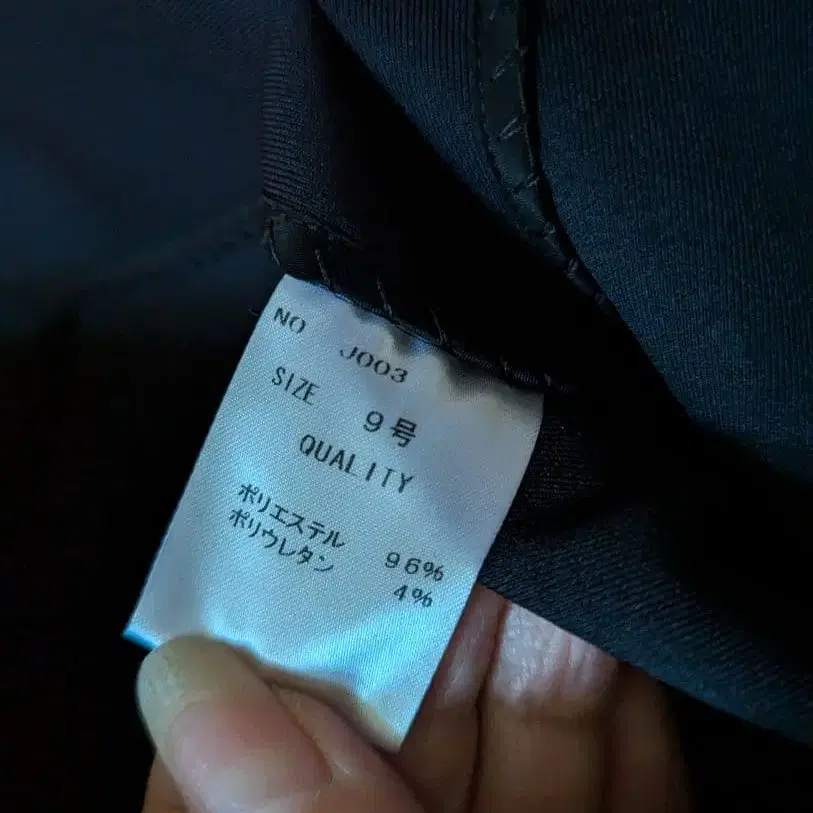 NO J003
SIZE 9号
QUALITY
ポリエステル 96%
ポリウレタン 4%